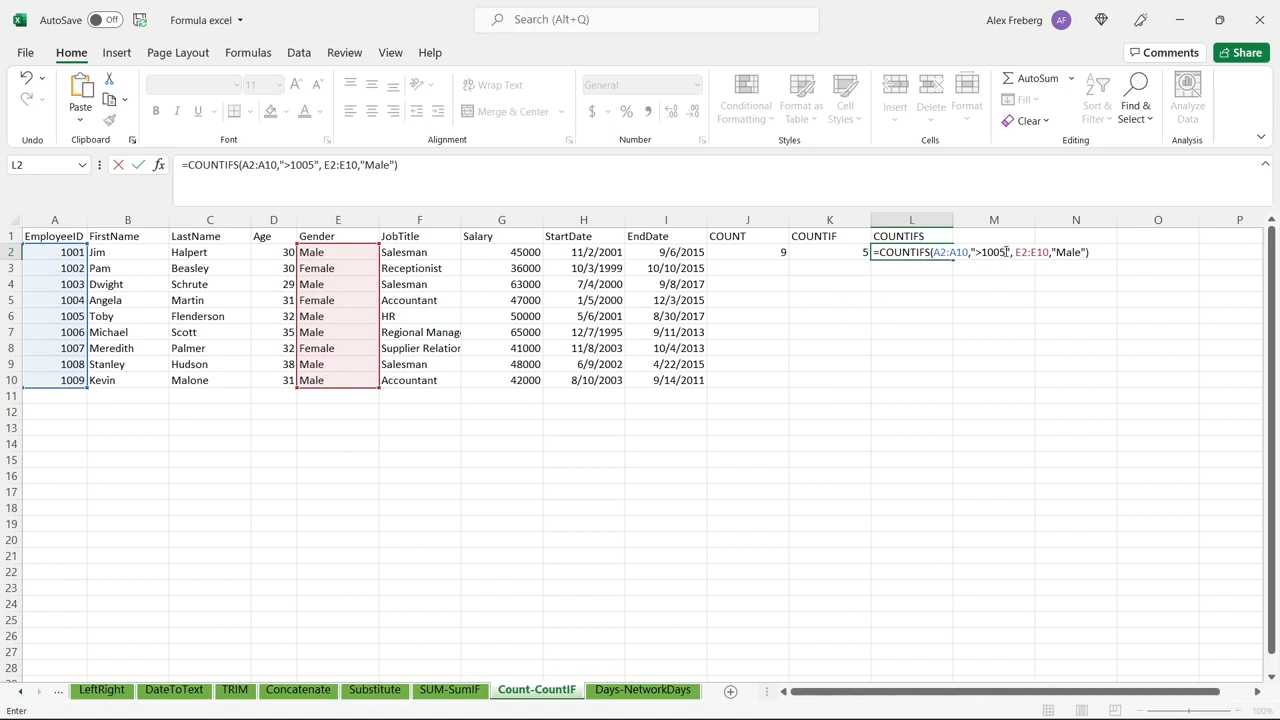 AutoSave Off Formula excel Search (Alt+Q) Alex Freberg AF
File Home Insert Page Layout Formulas Data Review View Help Comments Share
Undo
Paste
Clipboard
11
B I U A
Font
Wrap Text
Merge & Center
Alignment
General
$ % 9
Number
Conditional Formatting
Format as Table
Cell Styles
Styles
Insert Delete Format
Cells
AutoSum
Fill
Clear
Sort & Filter
Find & Select
Editing
Analyze Data
Analysis
L2 fx =COUNTIFS(A2:A10,">1005", E2:E10,"Male")
A B C D E F G H I J K L M N O P
1 EmployeeID FirstName LastName Age Gender JobTitle Salary StartDate EndDate COUNT COUNTIF COUNTIFS
2 1001 Jim Halpert 30 Male Salesman 45000 11/2/2001 9/6/2015 9 5 =COUNTIFS(A2:A10,">1005", E2:E10,"Male")
3 1002 Pam Beasley 30 Female Receptionist 36000 10/3/1999 10/10/2015
4 1003 Dwight Schrute 29 Male Salesman 63000 7/4/2000 9/8/2017
5 1004 Angela Martin 31 Female Accountant 47000 1/5/2000 12/3/2015
6 1005 Toby Flenderson 32 Male HR 50000 5/6/2001 8/30/2017
7 1006 Michael Scott 35 Male Regional Manag 65000 12/7/1995 9/11/2013
8 1007 Meredith Palmer 32 Female Supplier Relation 41000 11/8/2003 10/4/2013
9 1008 Stanley Hudson 38 Male Salesman 48000 6/9/2002 4/22/2015
10 1009 Kevin Malone 31 Male Accountant 42000 8/10/2003 9/14/2011
11
12
13
14
15
16
17
18
19
20
21
22
23
24
25
26
27
28
... LeftRight DateToText TRIM Concatenate Substitute SUM-SumIF Count-CountIF Days-NetworkDays
Enter 100%